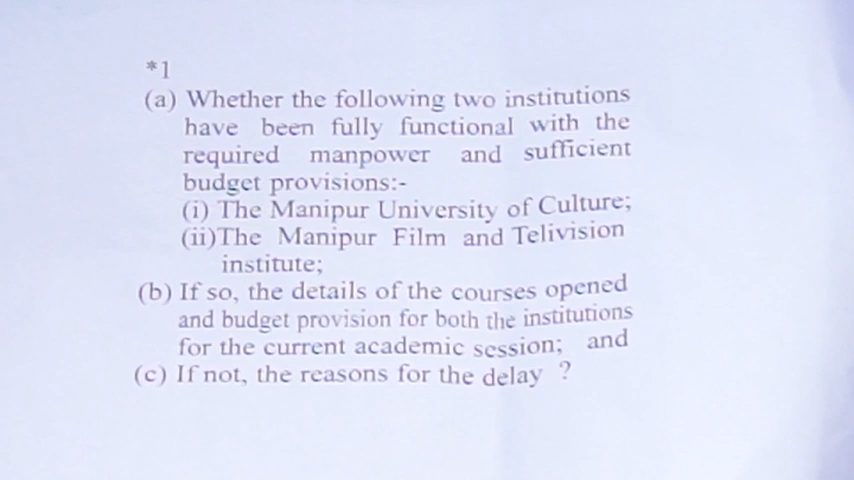 *1
(a) Whether the following two institutions
have been fully functional with the
required manpower and sufficient
budget provisions:-
(i) The Manipur University of Culture;
(ii)The Manipur Film and Telivision
institute;
(b) If so, the details of the courses opened
and budget provision for both the institutions
for the current academic session; and
(c) If not, the reasons for the delay ?